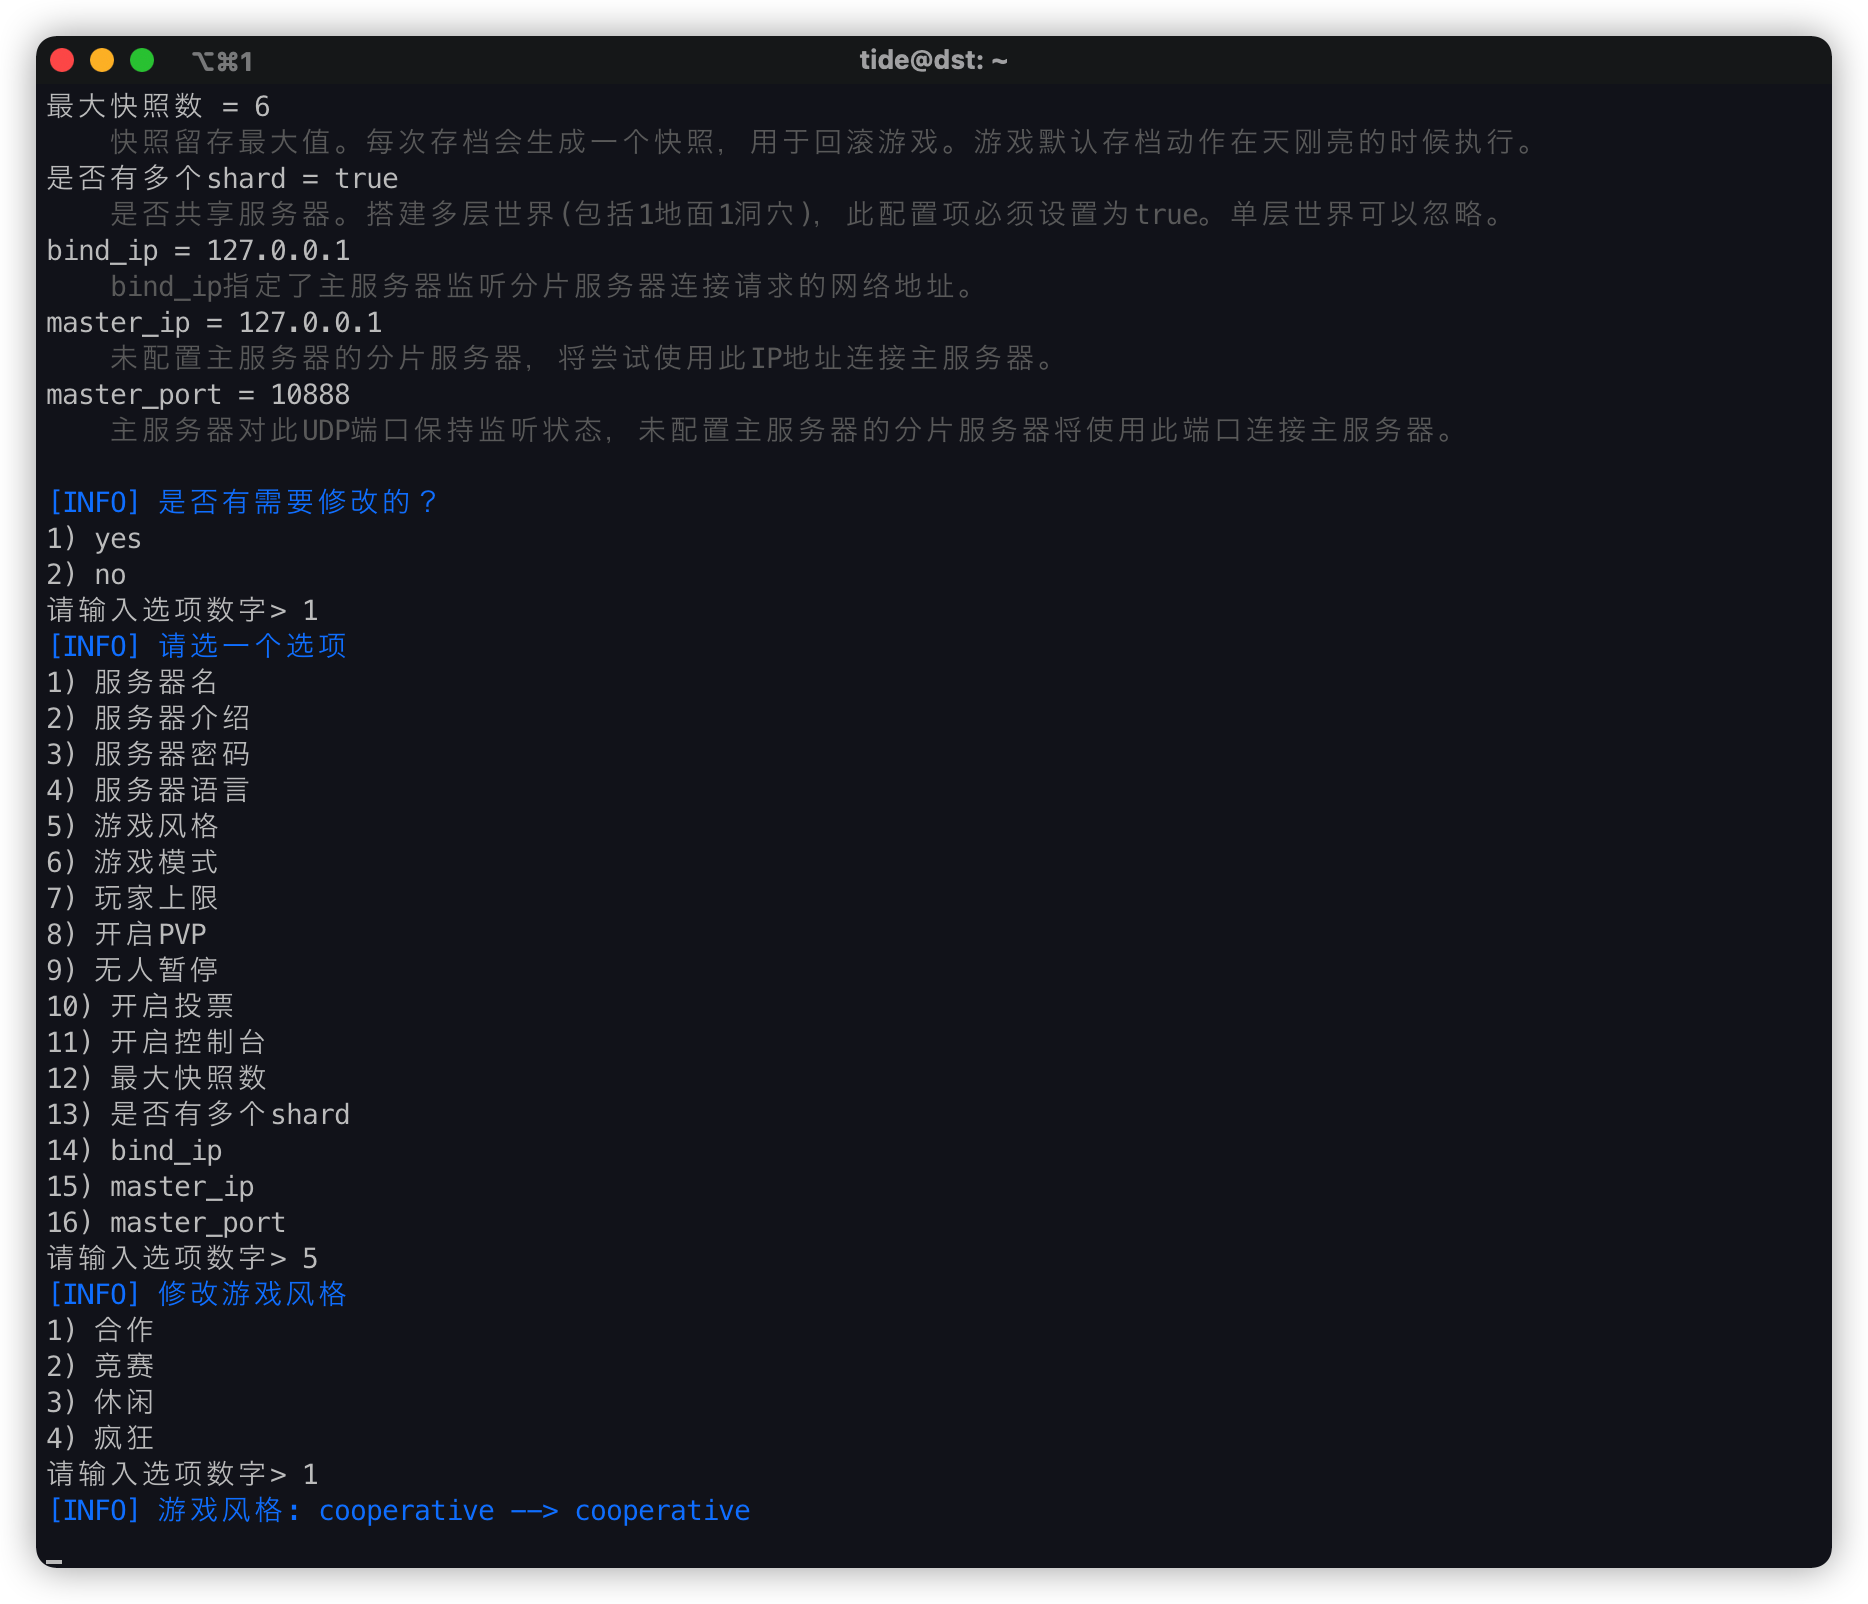 ⌥⌘1
tide@dst: ~
最大快照数 = 6
快照留存最大值。每次存档会生成一个快照，用于回滚游戏。游戏默认存档动作在天刚亮的时候执行。
是否有多个shard = true
是否共享服务器。搭建多层世界(包括1地面1洞穴)，此配置项必须设置为true。单层世界可以忽略。
bind_ip = 127.0.0.1
bind_ip指定了主服务器监听分片服务器连接请求的网络地址。
master_ip = 127.0.0.1
未配置主服务器的分片服务器，将尝试使用此IP地址连接主服务器。
master_port = 10888
主服务器对此UDP端口保持监听状态，未配置主服务器的分片服务器将使用此端口连接主服务器。
[INFO] 是否有需要修改的？
1) yes
2) no
请输入选项数字> 1
[INFO] 请选一个选项
1) 服务器名
2) 服务器介绍
3) 服务器密码
4) 服务器语言
5) 游戏风格
6) 游戏模式
7) 玩家上限
8) 开启PVP
9) 无人暂停
10) 开启投票
11) 开启控制台
12) 最大快照数
13) 是否有多个shard
14) bind_ip
15) master_ip
16) master_port
请输入选项数字> 5
[INFO] 修改游戏风格
1) 合作
2) 竞赛
3) 休闲
4) 疯狂
请输入选项数字> 1
[INFO] 游戏风格: cooperative --> cooperative